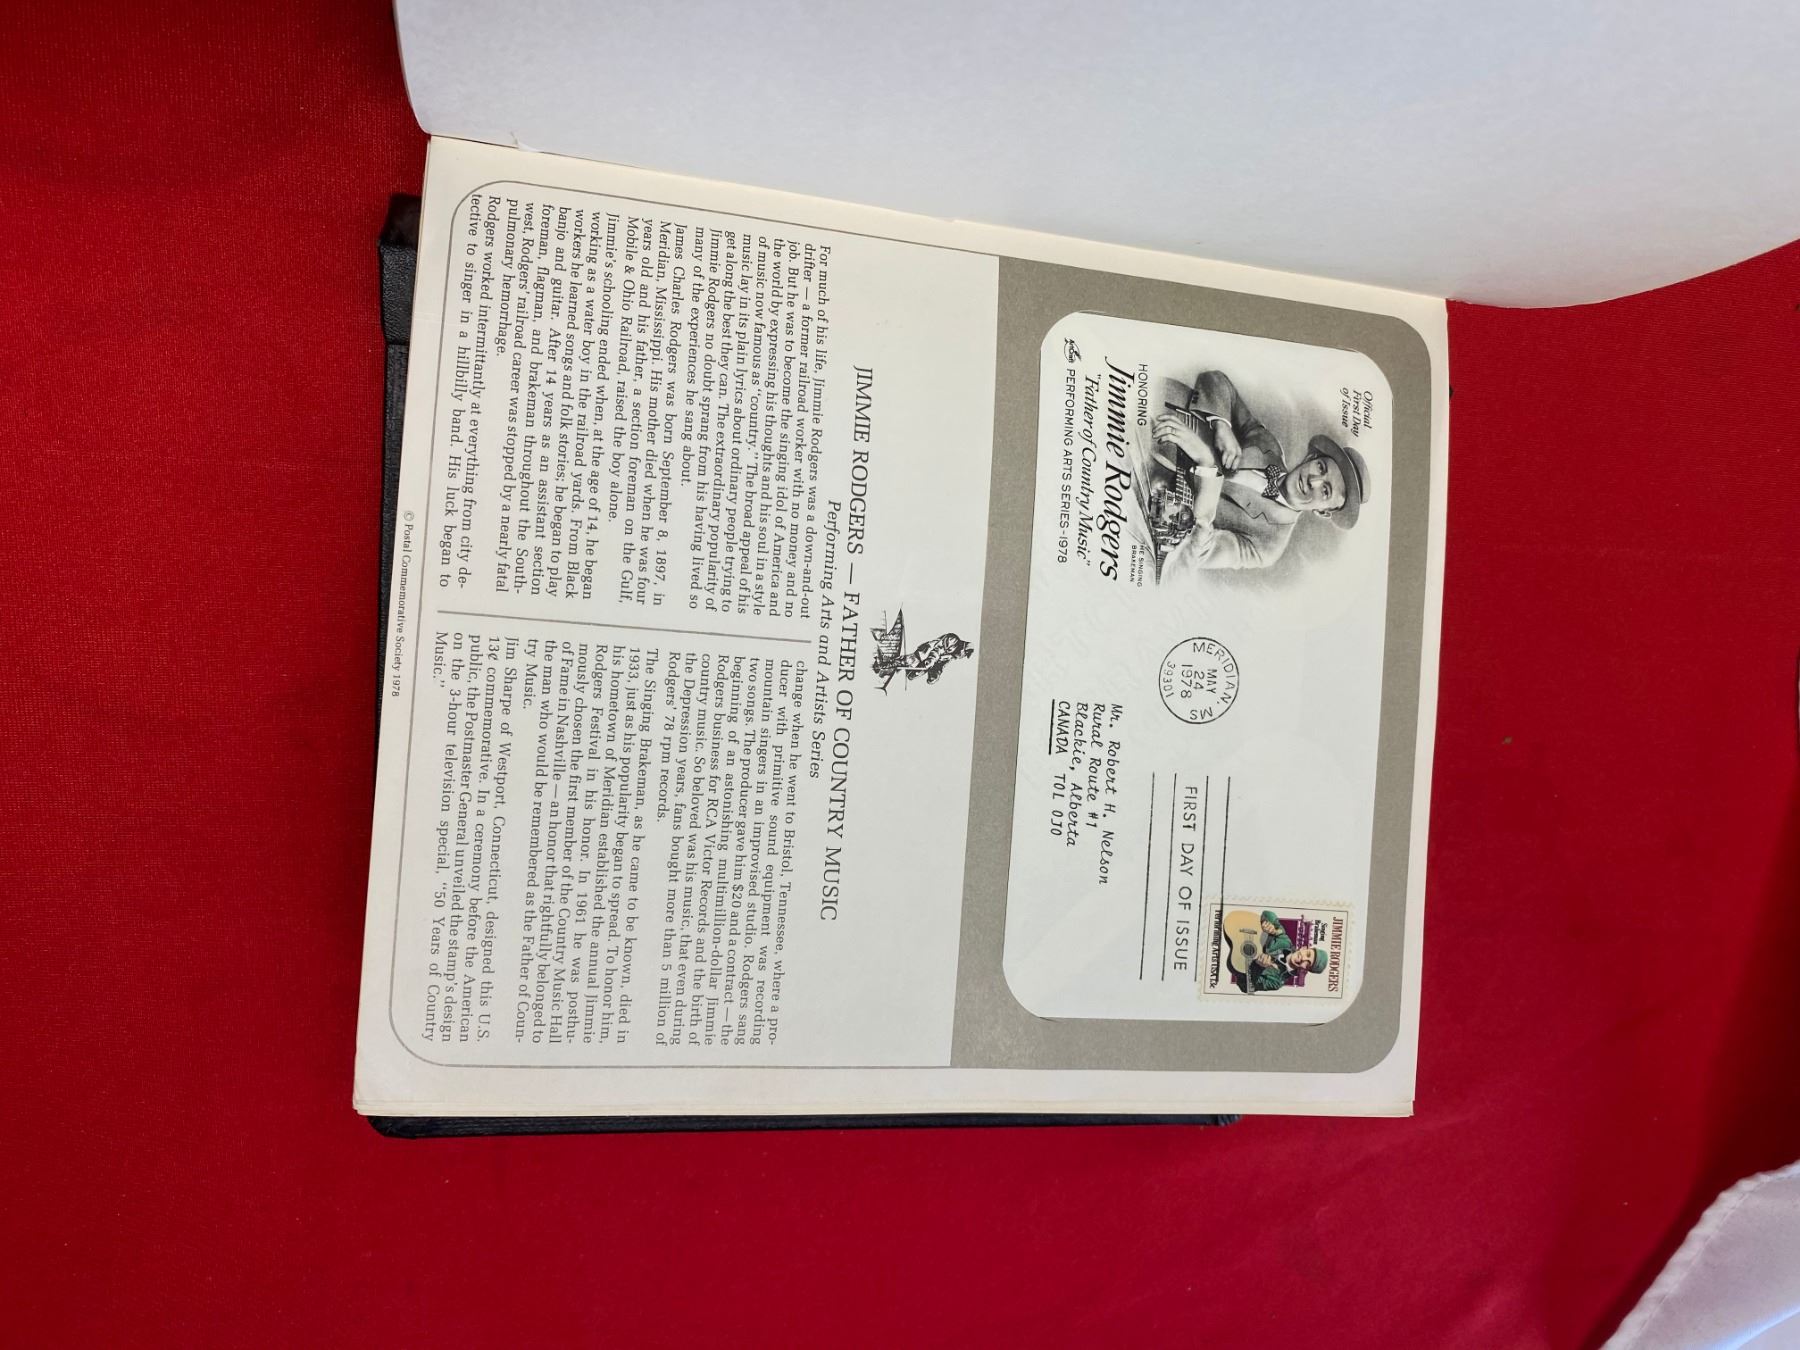 Official
First Day
of Issue
HONORING
Jimmie Rodgers
THE SINGING
BRAKEMAN
"Father of Country Music"
PERFORMING ARTS SERIES-1978
MERIDIAN, MS
MAY
24
1978
39301
FIRST DAY OF ISSUE
JIMMIE RODGERS
Singing
Brakeman
Performing Arts USA 13c
Mr. Robert H. Nelson
Rural Route #1
Blackie, Alberta
CANADA TOL OJO
JIMMIE RODGERS — FATHER OF COUNTRY MUSIC
Performing Arts and Artists Series
For much of his life, Jimmie Rodgers was a down-and-out
drifter — a former railroad worker with no money and no
job. But he was to become the singing idol of America and
the world by expressing his thoughts and his soul in a style
of music now famous as "country." The broad appeal of his
music lay in its plain lyrics about ordinary people trying to
get along the best they can. The extraordinary popularity of
Jimmie Rodgers no doubt sprang from his having lived so
many of the experiences he sang about.
James Charles Rodgers was born September 8, 1897, in
Meridian, Mississippi. His mother died when he was four
years old and his father, a section foreman on the Gulf,
Mobile & Ohio Railroad, raised the boy alone.
Jimmie's schooling ended when, at the age of 14, he began
working as a water boy in the railroad yards. From Black
workers he learned songs and folk stories; he began to play
banjo and guitar. After 14 years as an assistant section
foreman, flagman, and brakeman throughout the South-
west, Rodgers' railroad career was stopped by a nearly fatal
pulmonary hemorrhage.
Rodgers worked intermittantly at everything from city de-
tective to singer in a hillbilly band. His luck began to
change when he went to Bristol, Tennessee, where a pro-
ducer with primitive sound equipment was recording
mountain singers in an improvised studio. Rodgers sang
two songs. The producer gave him $20 and a contract — the
beginning of an astonishing multimillion-dollar Jimmie
Rodgers business for RCA Victor Records and the birth of
country music. So beloved was his music, that even during
the Depression years, fans bought more than 5 million of
Rodgers' 78 rpm records.
The Singing Brakeman, as he came to be known, died in
1933, just as his popularity began to spread. To honor him,
his hometown of Meridian established the annual Jimmie
Rodgers Festival in his honor. In 1961 he was posthu-
mously chosen the first member of the Country Music Hall
of Fame in Nashville — an honor that rightfully belonged to
the man who would be remembered as the Father of Coun-
try Music.
Jim Sharpe of Westport, Connecticut, designed this U.S.
13¢ commemorative. In a ceremony before the American
public, the Postmaster General unveiled the stamp's design
on the 3-hour television special, "50 Years of Country
Music."
© Postal Commemorative Society 1978